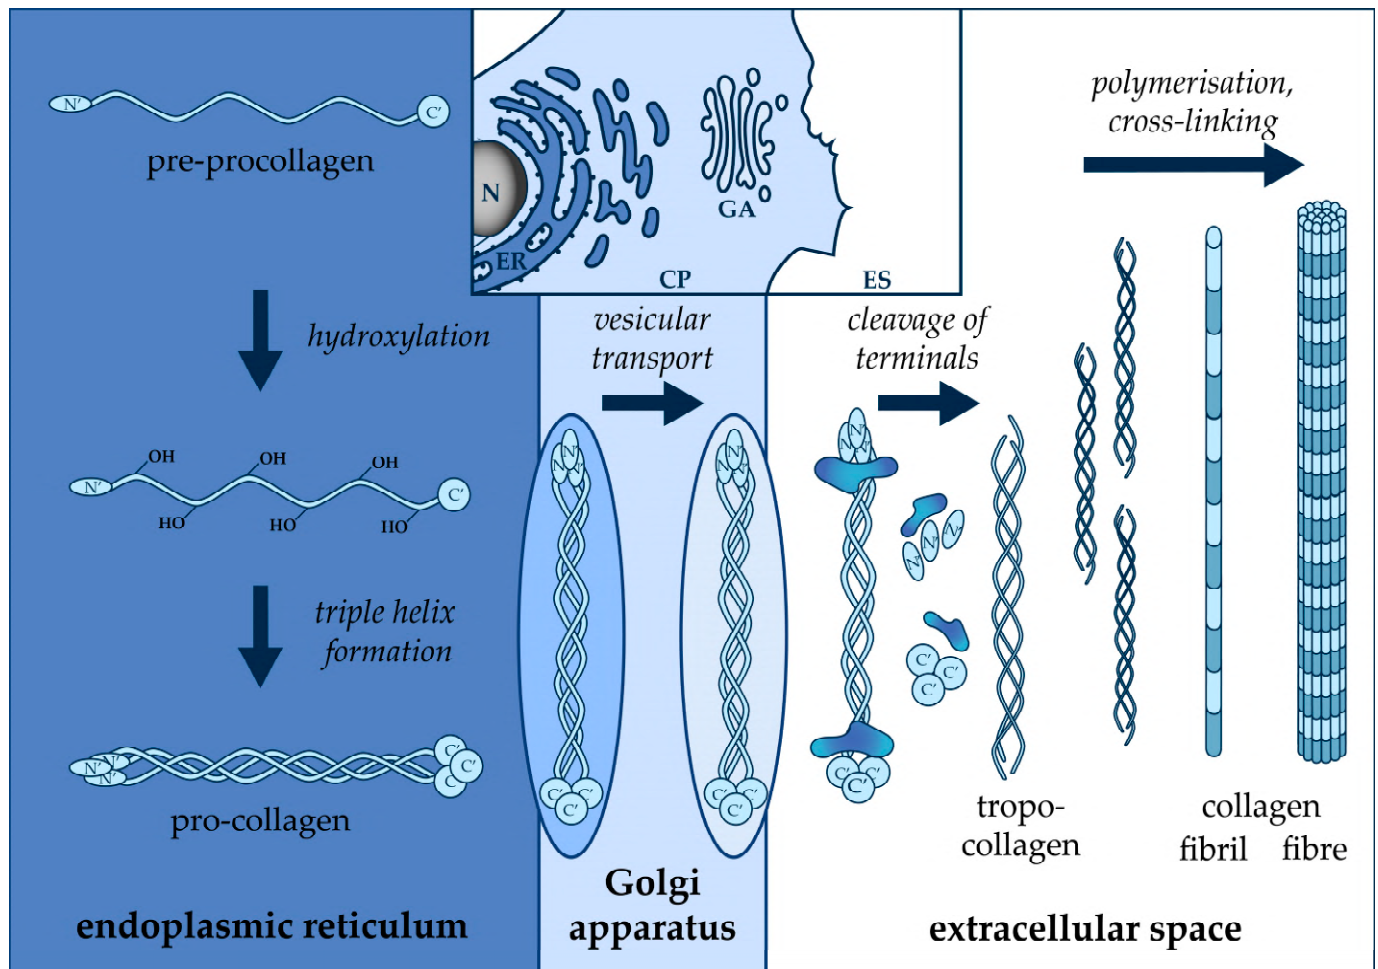 N'
C'
pre-procollagen
hydroxylation
OH
OH
OH
N'
C'
HO
HO
HO
triple helix
formation
N'
N'
C'
C'
C'
pro-collagen
endoplasmic reticulum
N
ER
GA
CP
ES
vesicular
transport
N'
N
N'
C'
C'
C'
N'
N
N'
C'
C'
C'
Golgi
apparatus
cleavage of
terminals
N'
N
N'
C'
C'
C'
N'
N'
N'
C'
C'
C'
tropo-
collagen
polymerisation,
cross-linking
collagen
fibril fibre
extracellular space